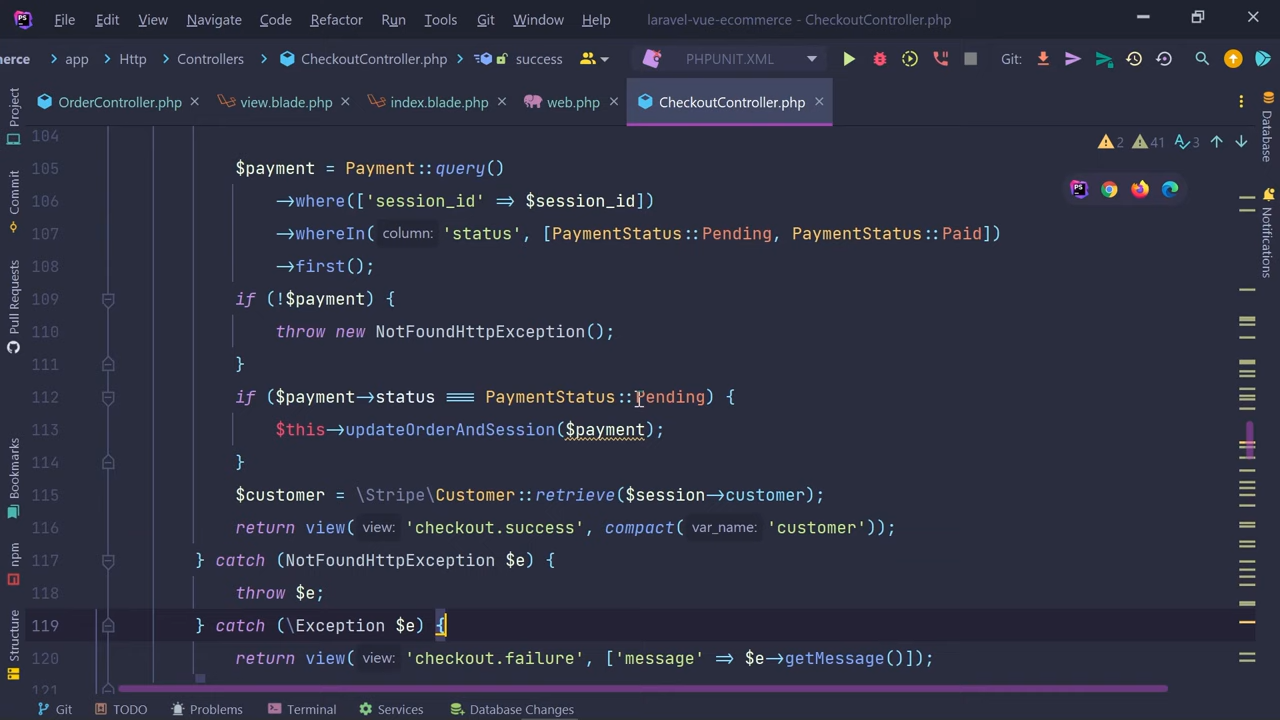 File Edit View Navigate Code Refactor Run Tools Git Window Help laravel-vue-ecommerce - CheckoutController.php
merce app Http Controllers CheckoutController.php success PHPUNIT.XML Git:
OrderController.php view.blade.php index.blade.php web.php CheckoutController.php
2 41 3
Project
Commit
Pull Requests
Bookmarks
npm
Structure
Database
Notifications
104
105 $payment = Payment::query()
106 ->where(['session_id' => $session_id])
107 ->whereIn( column: 'status', [PaymentStatus::Pending, PaymentStatus::Paid])
108 ->first();
109 if (!$payment) {
110 throw new NotFoundHttpException();
111 }
112 if ($payment->status === PaymentStatus::Pending) {
113 $this->updateOrderAndSession($payment);
114 }
115 $customer = \Stripe\Customer::retrieve($session->customer);
116 return view( view: 'checkout.success', compact( var_name: 'customer'));
117 } catch (NotFoundHttpException $e) {
118 throw $e;
119 } catch (\Exception $e) {
120 return view( view: 'checkout.failure', ['message' => $e->getMessage()]);
121
Git TODO Problems Terminal Services Database Changes